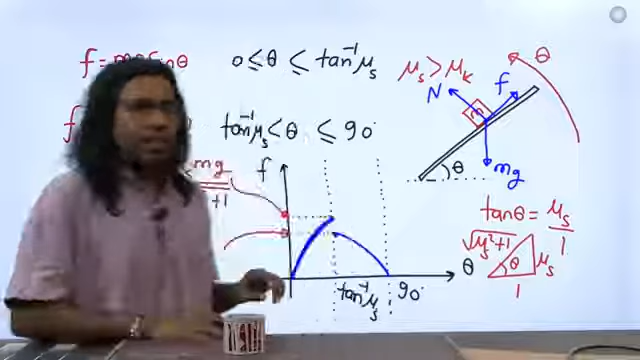 f = mg sinθ  0 ≤ θ ≤ tan⁻¹μₛ
tan⁻¹μₛ < θ ≤ 90°
μₛ > μₖ
θ
N
f
m
θ
mg
mg
+1
f
tan⁻¹μₛ
90°
θ
tanθ = μₛ/1
√μₛ²+1
θ
μₛ
1